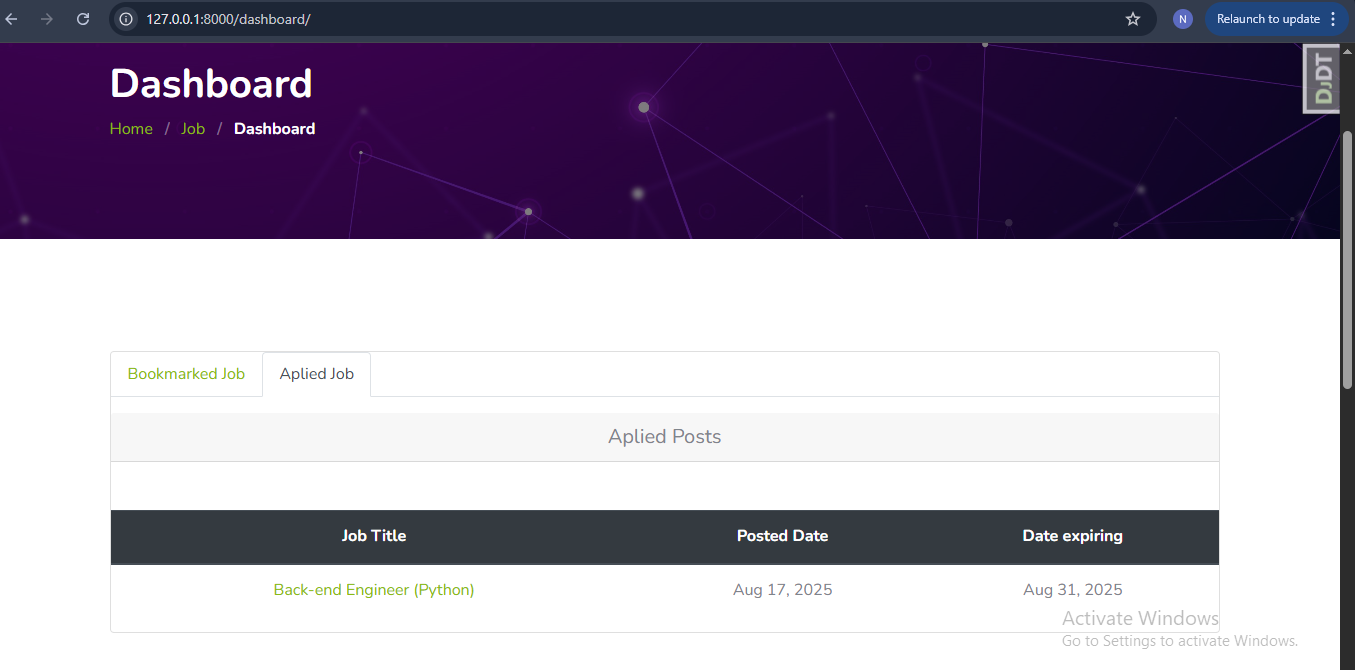 127.0.0.1:8000/dashboard/
N
Relaunch to update
DjDT
Dashboard
Home / Job / Dashboard
Bookmarked Job
Aplied Job
Aplied Posts
Job Title Posted Date Date expiring
Back-end Engineer (Python) Aug 17, 2025 Aug 31, 2025
Activate Windows
Go to Settings to activate Windows.